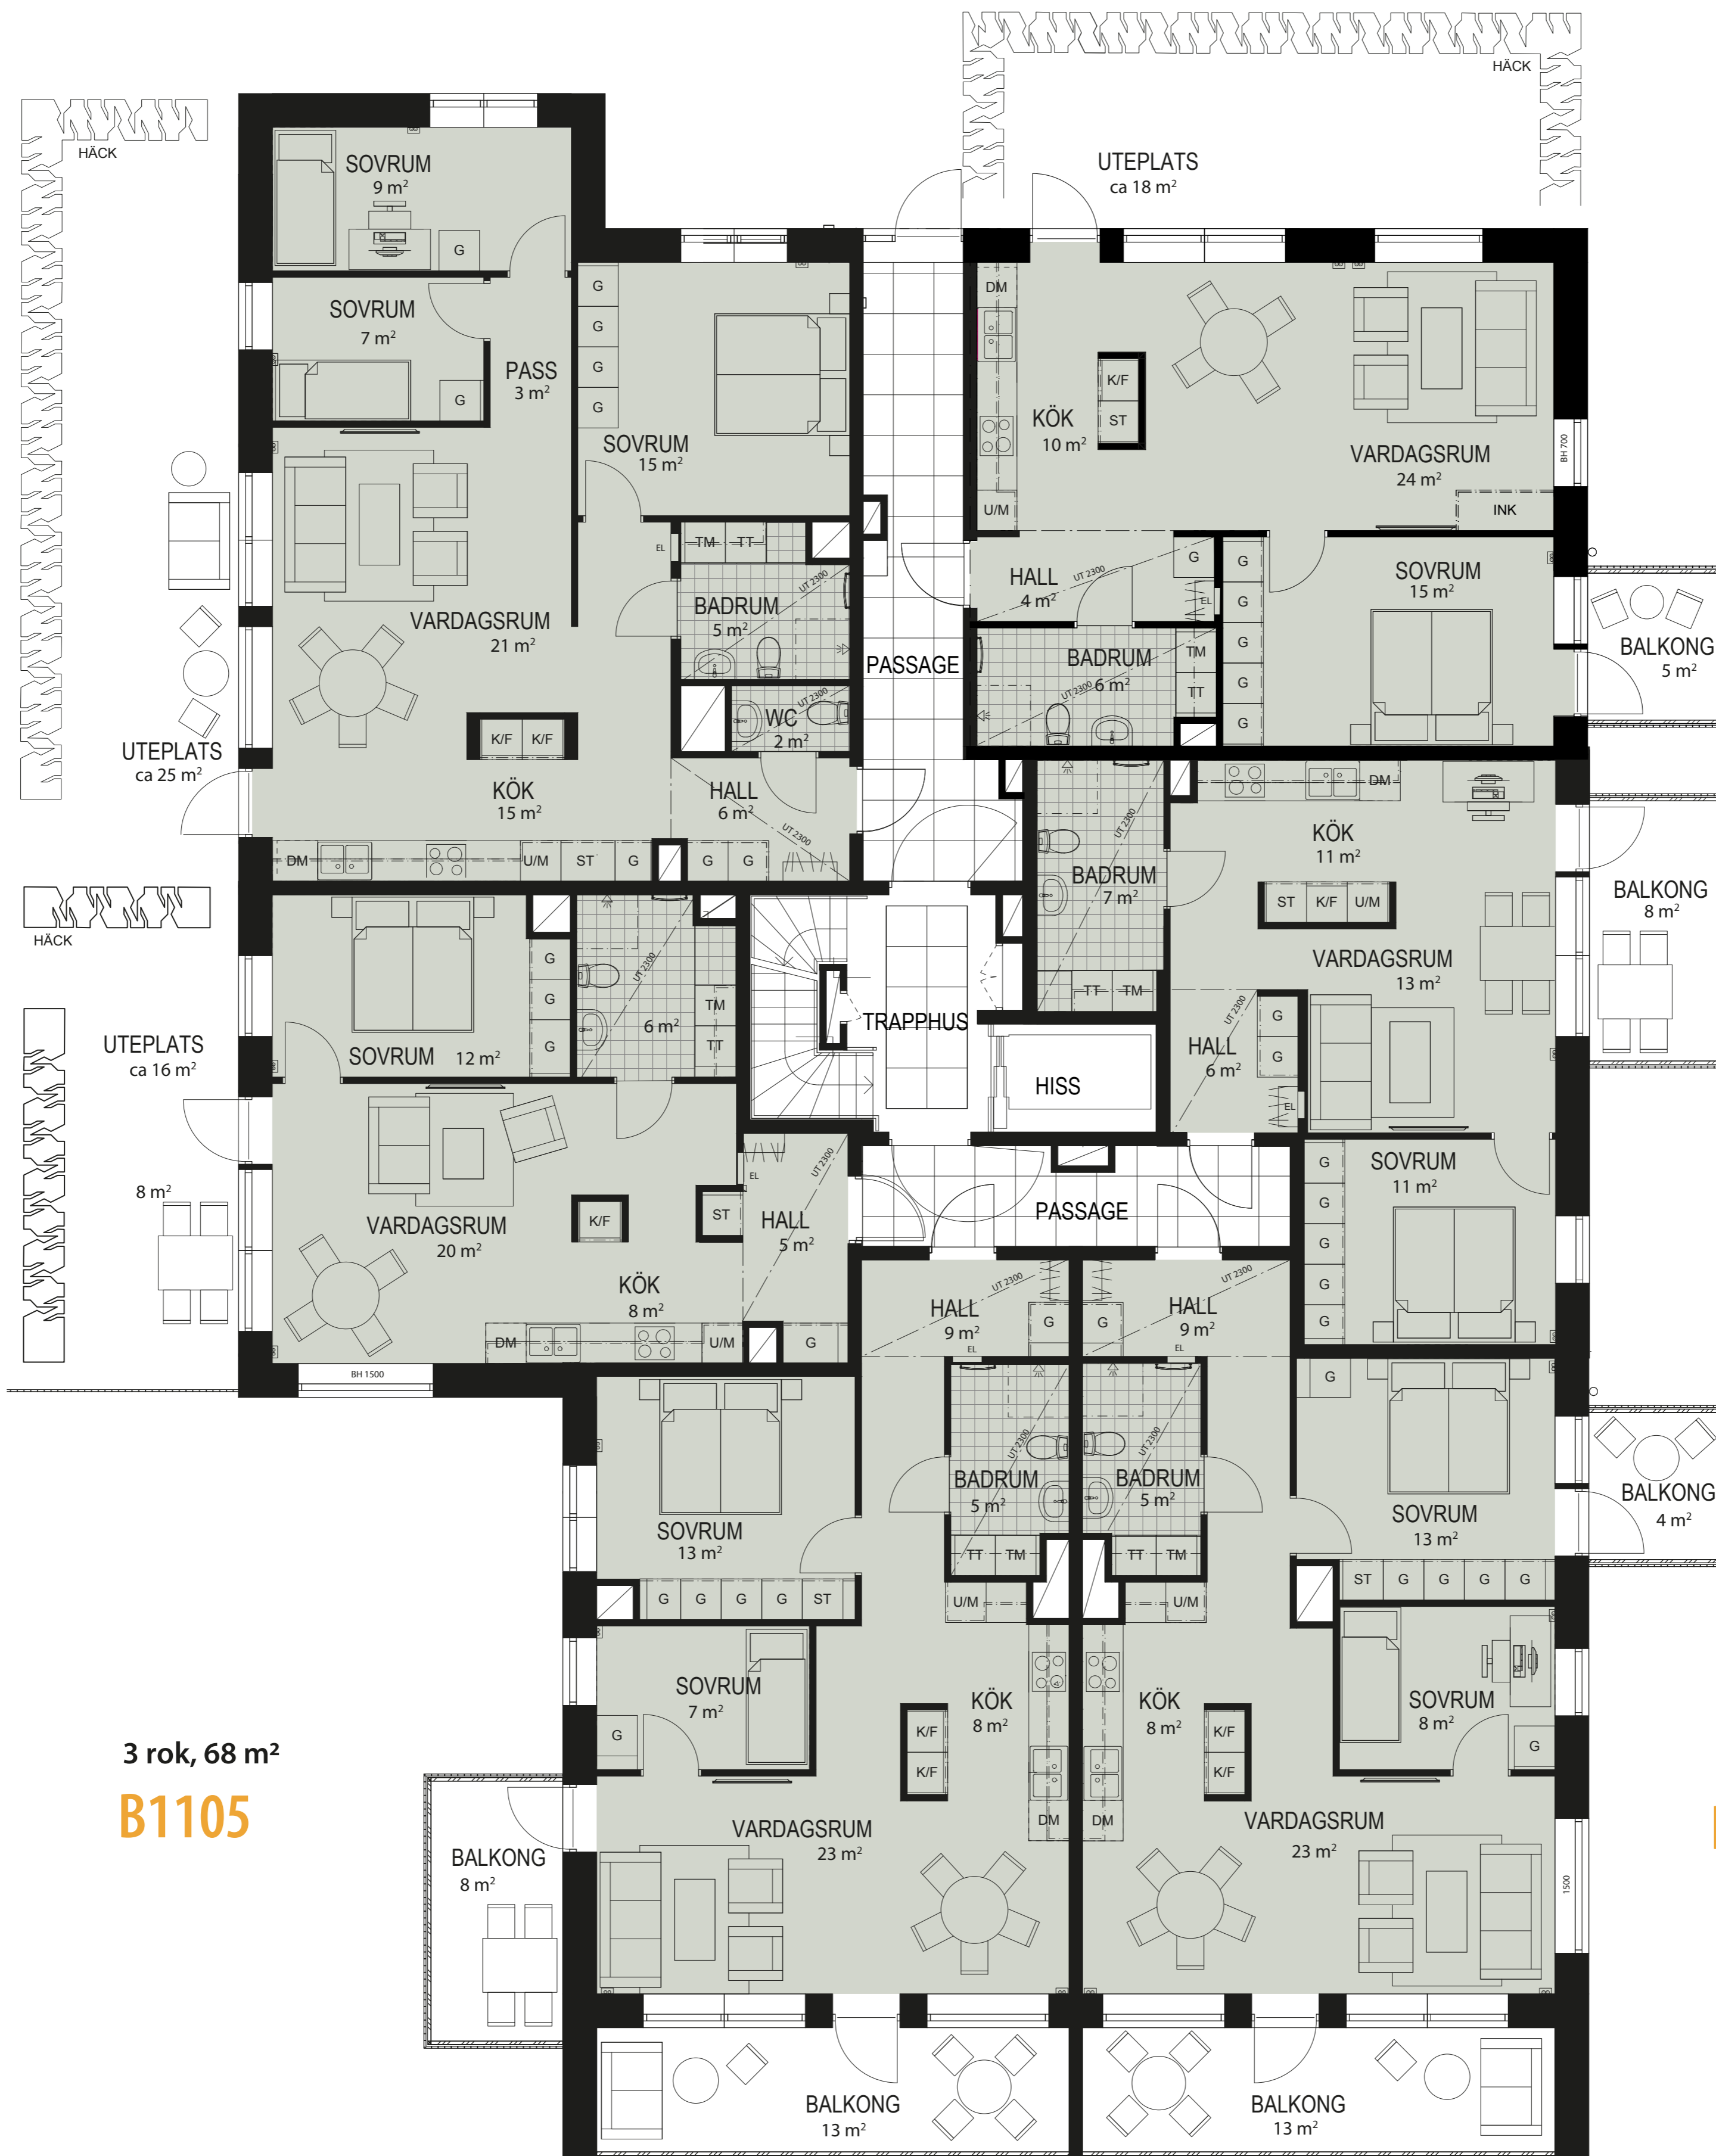 HÄCK
HÄCK
UTEPLATS
ca 18 m²
SOVRUM
9 m²
G
SOVRUM
7 m²
G
PASS
3 m²
G
G
G
G
SOVRUM
15 m²
VARDAGSRUM
21 m²
EL
TM
TT
UT 2300
BADRUM
5 m²
UT 2300
WC
2 m²
K/F
K/F
UTEPLATS
ca 25 m²
KÖK
15 m²
HALL
6 m²
UT 2300
DM
U/M
ST
G
G
G
PASSAGE
DM
K/F
ST
KÖK
10 m²
U/M
VARDAGSRUM
24 m²
BH 700
INK
HALL
4 m²
UT 2300
G
EL
G
G
G
G
G
SOVRUM
15 m²
BADRUM
6 m²
UT 2300
TM
TT
BALKONG
5 m²
BADRUM
7 m²
UT 2300
TT
TM
DM
KÖK
11 m²
ST
K/F
U/M
VARDAGSRUM
13 m²
BALKONG
8 m²
UT 2300
HALL
6 m²
G
G
EL
SOVRUM
11 m²
G
G
G
G
G
HÄCK
UTEPLATS
ca 16 m²
8 m²
SOVRUM
12 m²
G
G
G
UT 2300
6 m²
TM
TT
TRAPPHUS
HISS
VARDAGSRUM
20 m²
K/F
ST
EL
UT 2300
HALL
5 m²
KÖK
8 m²
DM
U/M
G
BH 1500
PASSAGE
HALL
9 m²
UT 2300
G
EL
HALL
9 m²
UT 2300
G
EL
SOVRUM
13 m²
G
G
G
G
ST
BADRUM
5 m²
UT 2300
TT
TM
U/M
BADRUM
5 m²
UT 2300
TT
TM
U/M
G
SOVRUM
13 m²
ST
G
G
G
G
BALKONG
4 m²
SOVRUM
7 m²
G
KÖK
8 m²
K/F
K/F
DM
KÖK
8 m²
K/F
K/F
DM
SOVRUM
8 m²
G
3 rok, 68 m²
B1105
VARDAGSRUM
23 m²
VARDAGSRUM
23 m²
1500
BALKONG
8 m²
BALKONG
13 m²
BALKONG
13 m²